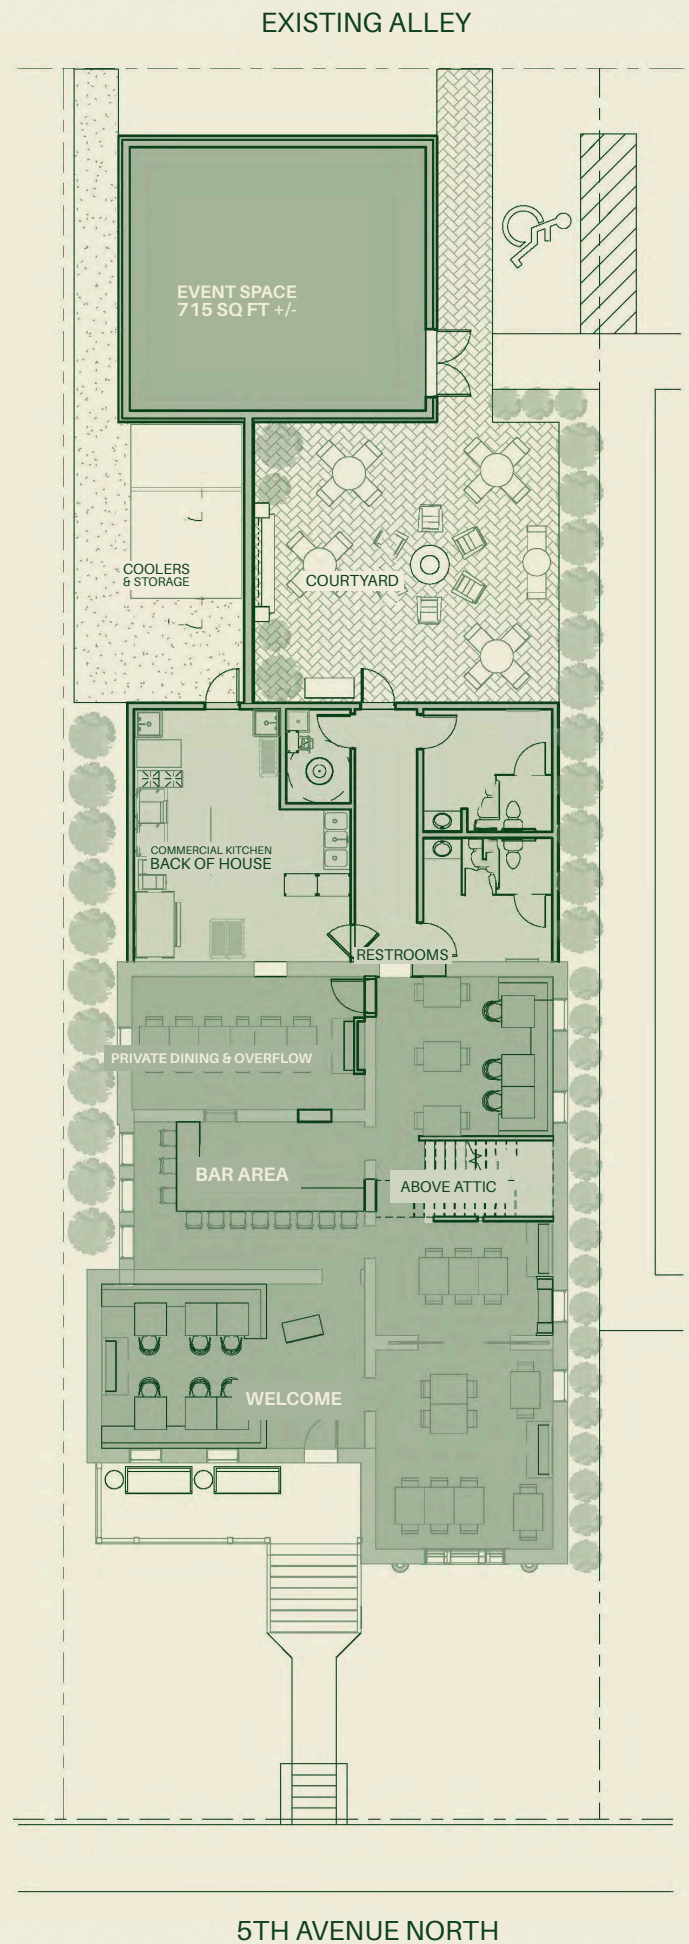 EXISTING ALLEY
EVENT SPACE
715 SQ FT +/-
COOLERS
& STORAGE
COURTYARD
COMMERCIAL KITCHEN
BACK OF HOUSE
RESTROOMS
PRIVATE DINING & OVERFLOW
BAR AREA
ABOVE ATTIC
WELCOME
5TH AVENUE NORTH